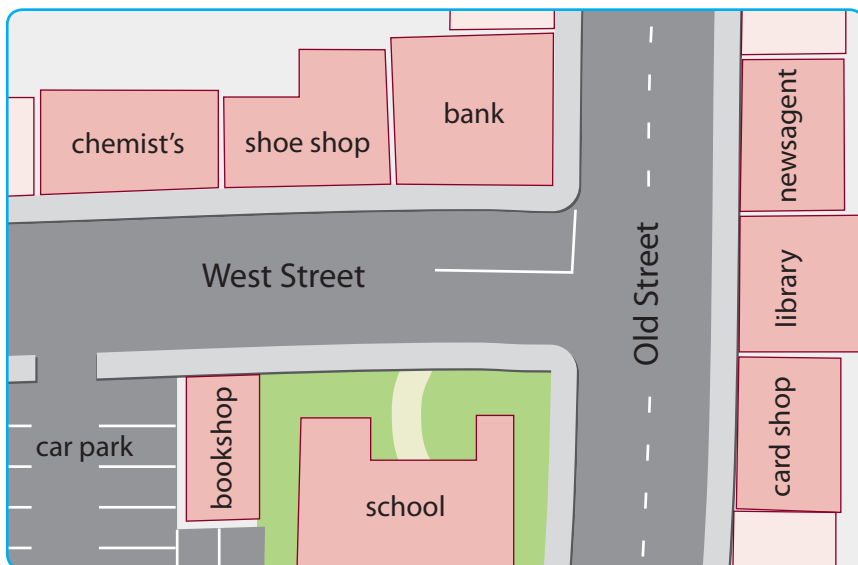 chemist's
shoe shop
bank
newsagent
West Street
Old Street
library
car park
bookshop
school
card shop